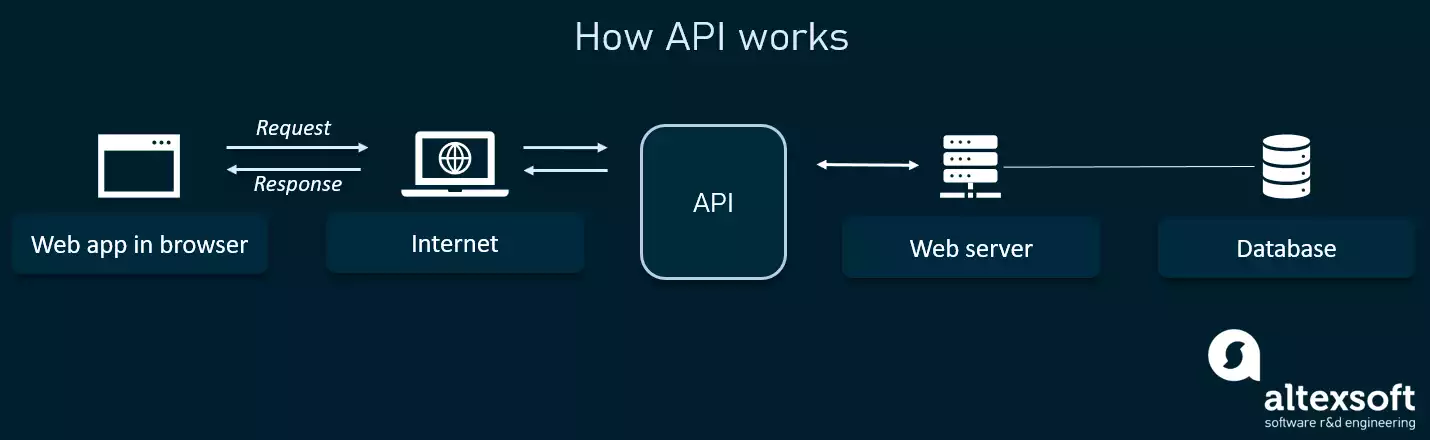 How API works
Request
Response
API
Web app in browser
Internet
Web server
Database
altexsoft
software r&d engineering